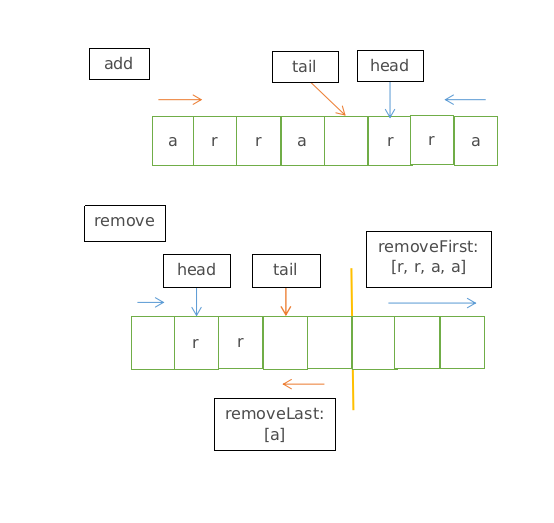 add
tail
head
a r r a r r a
remove
removeFirst:
[r, r, a, a]
head
tail
r r
removeLast:
[a]